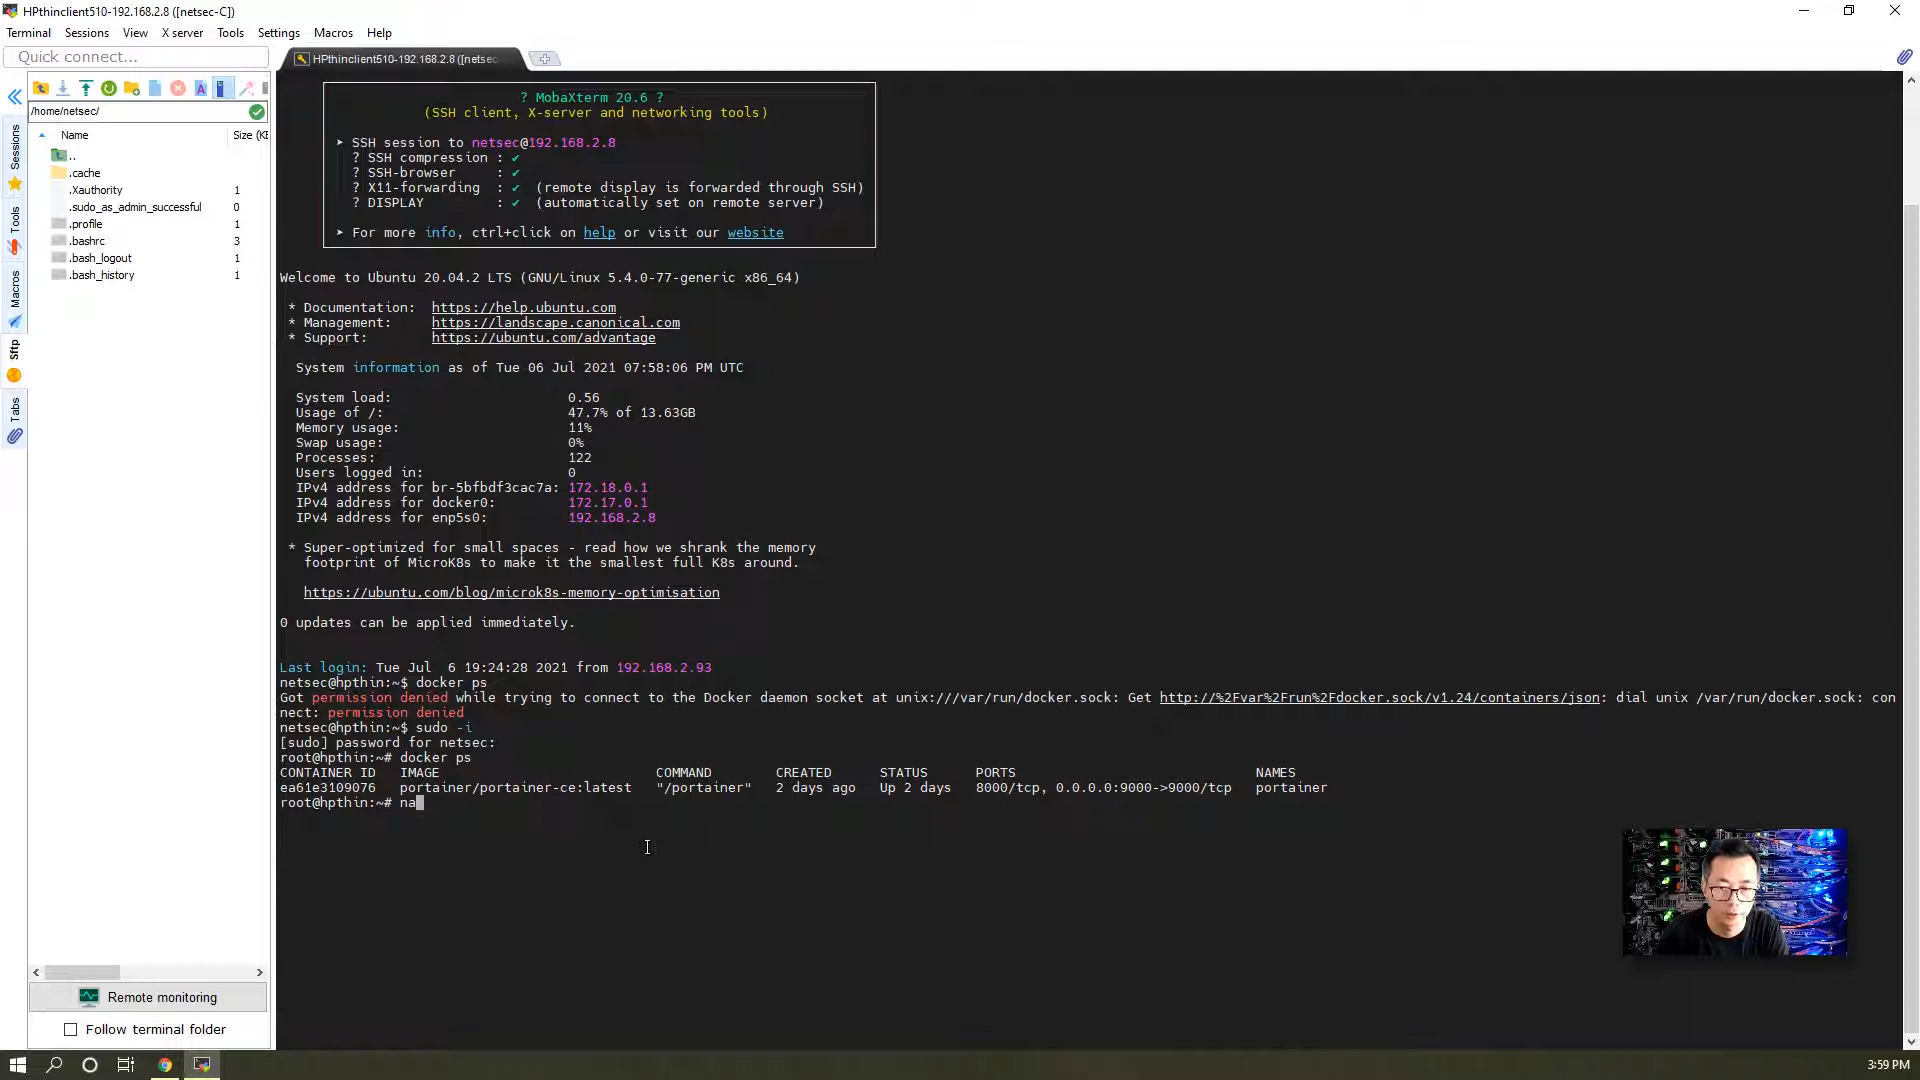 HPthinclient510-192.168.2.8 ([netsec-C])
Terminal Sessions View X server Tools Settings Macros Help
Quick connect...
HPthinclient510-192.168.2.8 ([netsec
/home/netsec/
Name Size (KB
..
.cache
.Xauthority 1
.sudo_as_admin_successful 0
.profile 1
.bashrc 3
.bash_logout 1
.bash_history 1
Sessions
Tools
Macros
Sftp
Tabs
Remote monitoring
Follow terminal folder
? MobaXterm 20.6 ?
(SSH client, X-server and networking tools)
➤ SSH session to netsec@192.168.2.8
? SSH compression : ✔
? SSH-browser : ✔
? X11-forwarding : ✔ (remote display is forwarded through SSH)
? DISPLAY : ✔ (automatically set on remote server)
➤ For more info, ctrl+click on help or visit our website
Welcome to Ubuntu 20.04.2 LTS (GNU/Linux 5.4.0-77-generic x86_64)
* Documentation: https://help.ubuntu.com
* Management: https://landscape.canonical.com
* Support: https://ubuntu.com/advantage
System information as of Tue 06 Jul 2021 07:58:06 PM UTC
System load: 0.56
Usage of /: 47.7% of 13.63GB
Memory usage: 11%
Swap usage: 0%
Processes: 122
Users logged in: 0
IPv4 address for br-5bfbdf3cac7a: 172.18.0.1
IPv4 address for docker0: 172.17.0.1
IPv4 address for enp5s0: 192.168.2.8
* Super-optimized for small spaces - read how we shrank the memory
footprint of MicroK8s to make it the smallest full K8s around.
https://ubuntu.com/blog/microk8s-memory-optimisation
0 updates can be applied immediately.
Last login: Tue Jul  6 19:24:28 2021 from 192.168.2.93
netsec@hpthin:~$ docker ps
Got permission denied while trying to connect to the Docker daemon socket at unix:///var/run/docker.sock: Get http://%2Fvar%2Frun%2Fdocker.sock/v1.24/containers/json: dial unix /var/run/docker.sock: con
nect: permission denied
netsec@hpthin:~$ sudo -i
[sudo] password for netsec:
root@hpthin:~# docker ps
CONTAINER ID IMAGE COMMAND CREATED STATUS PORTS NAMES
ea61e3109076 portainer/portainer-ce:latest "/portainer" 2 days ago Up 2 days 8000/tcp, 0.0.0.0:9000->9000/tcp portainer
root@hpthin:~# na
3:59 PM